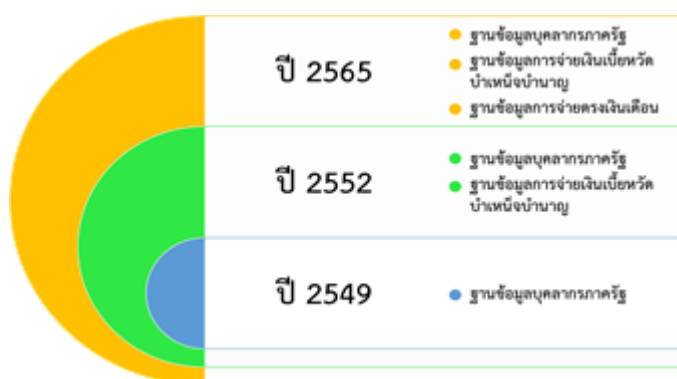 ปี 2565
ฐานข้อมูลบุคลากรภาครัฐ
ฐานข้อมูลการจ่ายเงินเบี้ยหวัด
บำเหน็จบำนาญ
ฐานข้อมูลการจ่ายตรงเงินเดือน
ปี 2552
ฐานข้อมูลบุคลากรภาครัฐ
ฐานข้อมูลการจ่ายเงินเบี้ยหวัด
บำเหน็จบำนาญ
ปี 2549
ฐานข้อมูลบุคลากรภาครัฐ